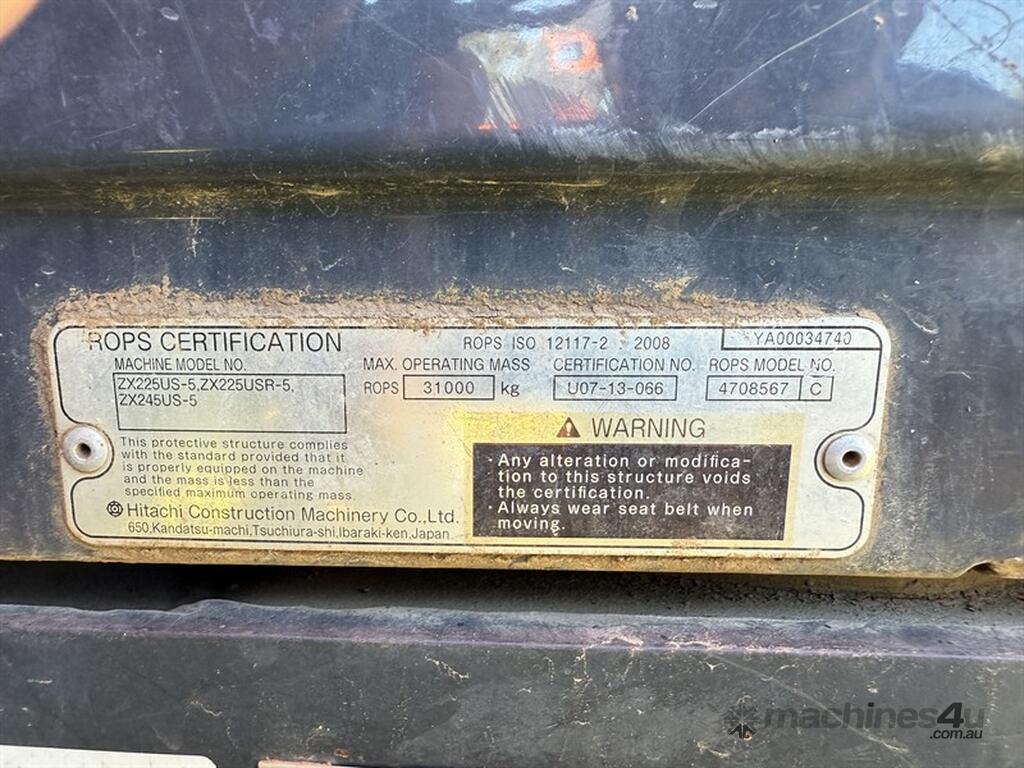 ROPS CERTIFICATION
ROPS ISO 12117-2 : 2008
YA00034740
MACHINE MODEL NO.
ZX225US-5,ZX225USR-5,
ZX245US-5
MAX. OPERATING MASS
ROPS 31000 kg
CERTIFICATION NO.
U07-13-066
ROPS MODEL NO.
4708567 C
This protective structure complies
with the standard provided that it
is properly equipped on the machine
and the mass is less than the
specified maximum operating mass.
Hitachi Construction Machinery Co.,Ltd.
650,Kandatsu-machi,Tsuchiura-shi,Ibaraki-ken,Japan
WARNING
・Any alteration or modifica-
tion to this structure voids
the certification.
・Always wear seat belt when
moving.
machines4u
.com.au